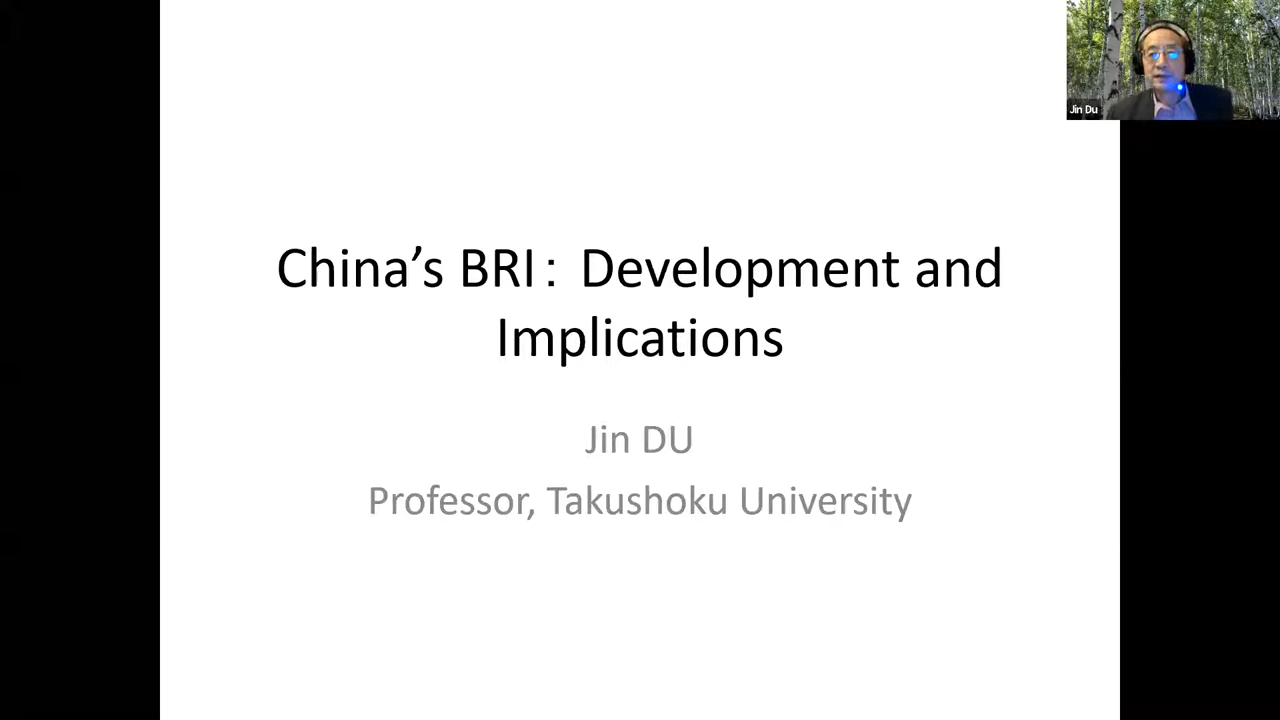 China’s BRI： Development and
Implications
Jin DU
Professor, Takushoku University
Jin Du